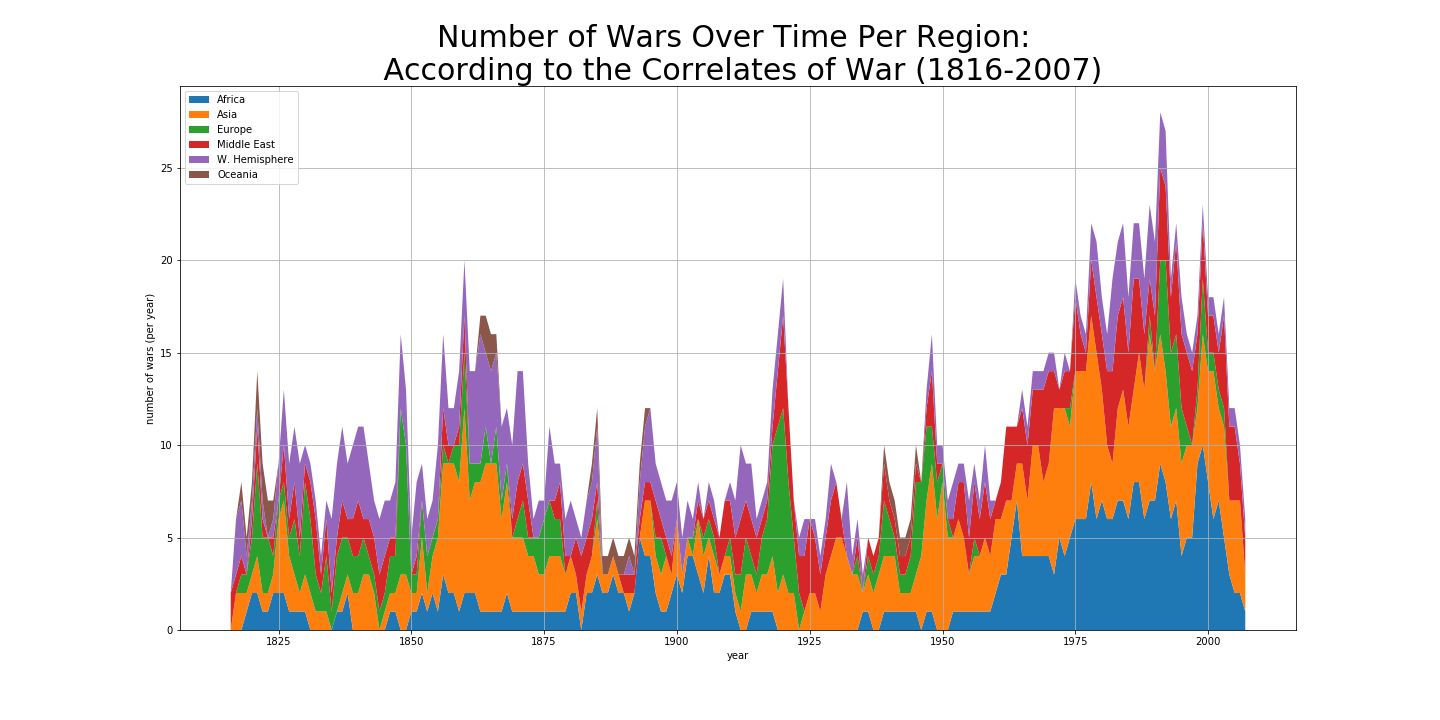 Number of Wars Over Time Per Region:
According to the Correlates of War (1816-2007)
Africa
Asia
Europe
Middle East
W. Hemisphere
Oceania
number of wars (per year)
25
20
15
10
5
0
1825
1850
1875
1900
1925
1950
1975
2000
year